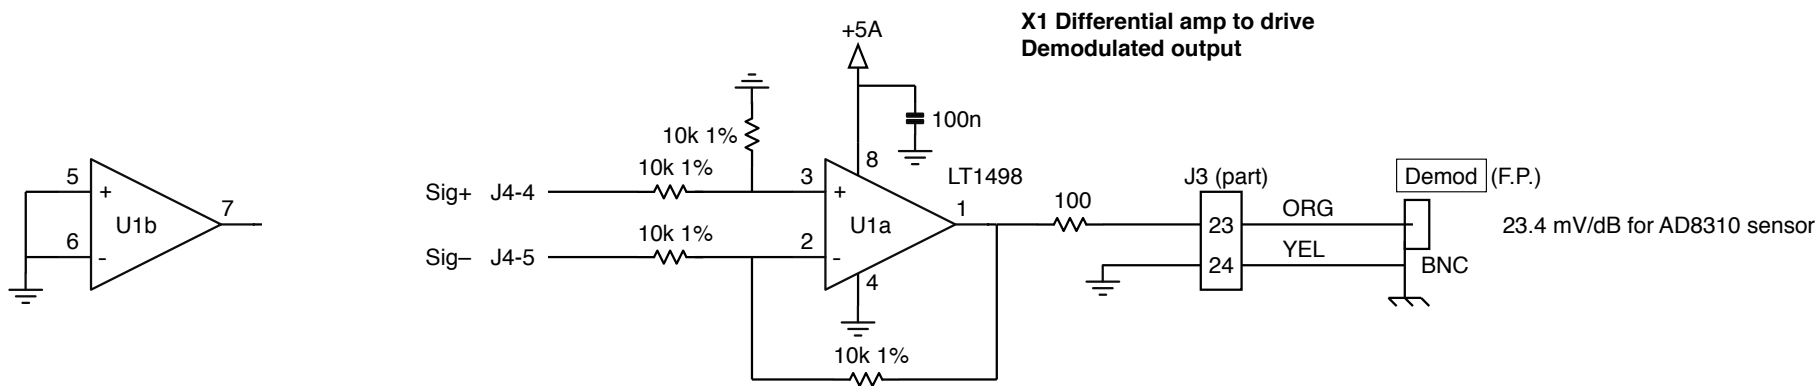 X1 Differential amp to drive
Demodulated output
+5A
100n
10k 1%
10k 1%
8
5
+
U1b
7
6
-
Sig+ J4-4
3
+
LT1498
U1a
1
100
J3 (part)
Demod (F.P.)
23
ORG
23.4 mV/dB for AD8310 sensor
10k 1%
Sig– J4-5
2
-
4
24
YEL
BNC
10k 1%